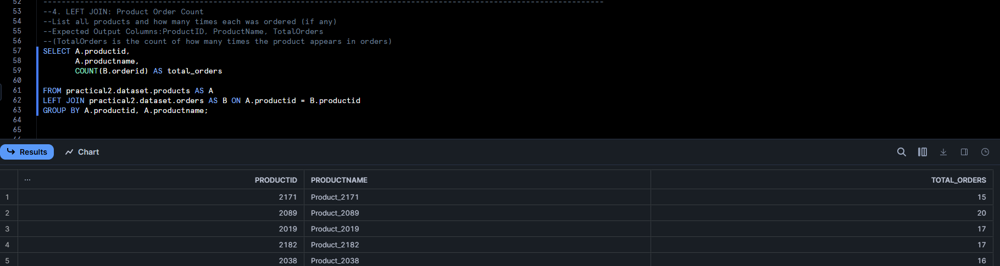 52 --------------------------------------------------------------------------------------------------------------------------
53 --4. LEFT JOIN: Product Order Count
54 --List all products and how many times each was ordered (if any)
55 --Expected Output Columns:ProductID, ProductName, TotalOrders
56 --(TotalOrders is the count of how many times the product appears in orders)
57 SELECT A.productid,
58 A.productname,
59 COUNT(B.orderid) AS total_orders
60
61 FROM practical2.dataset.products AS A
62 LEFT JOIN practical2.dataset.orders AS B ON A.productid = B.productid
63 GROUP BY A.productid, A.productname;
64
65
Results Chart
... PRODUCTID PRODUCTNAME TOTAL_ORDERS
1 2171 Product_2171 15
2 2089 Product_2089 20
3 2019 Product_2019 17
4 2182 Product_2182 17
5 2038 Product_2038 16